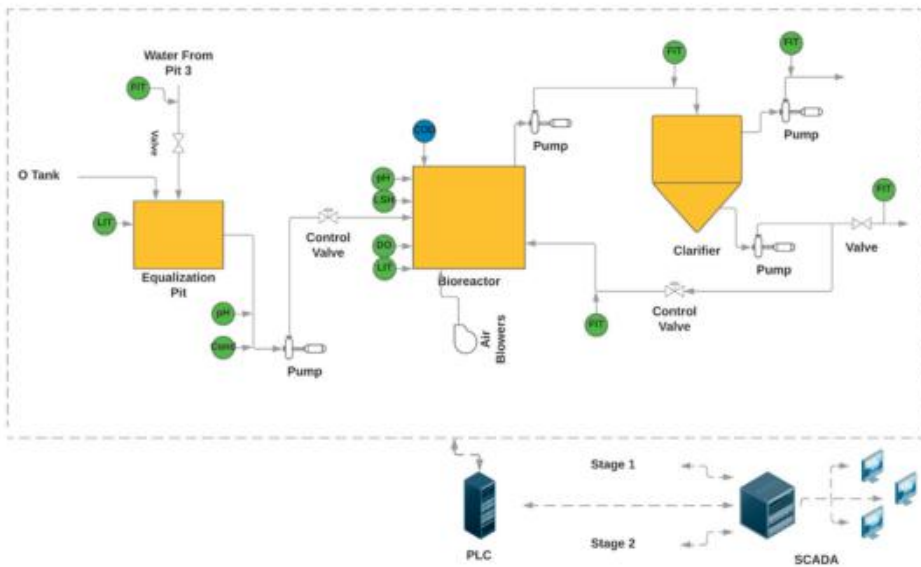 Water From
Pit 3
FIT
Valve
O Tank
LIT
Equalization
Pit
pH
Cond
Pump
Control
Valve
COD
pH
LSH
DO
LIT
Bioreactor
Air
Blowers
Pump
FIT
Clarifier
FIT
Pump
Pump
FIT
Valve
Control
Valve
FIT
PLC
Stage 1
Stage 2
SCADA